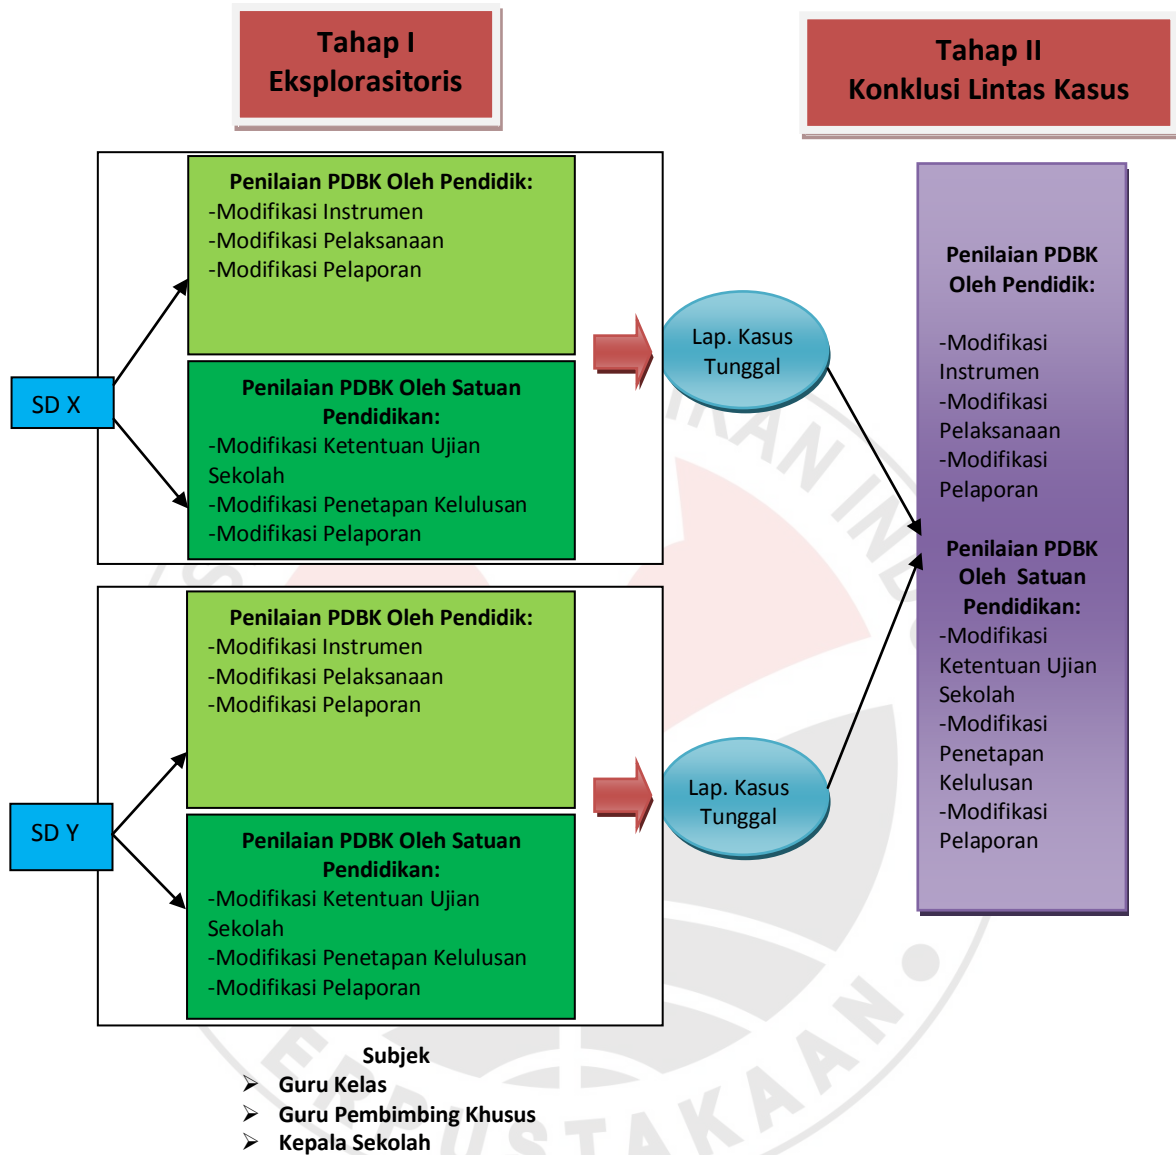 Tahap I
Eksplorasitoris
Tahap II
Konklusi Lintas Kasus
SD X
Penilaian PDBK Oleh Pendidik:
-Modifikasi Instrumen
-Modifikasi Pelaksanaan
-Modifikasi Pelaporan
Penilaian PDBK Oleh Satuan
Pendidikan:
-Modifikasi Ketentuan Ujian
Sekolah
-Modifikasi Penetapan Kelulusan
-Modifikasi Pelaporan
Lap. Kasus
Tunggal
SD Y
Penilaian PDBK Oleh Pendidik:
-Modifikasi Instrumen
-Modifikasi Pelaksanaan
-Modifikasi Pelaporan
Penilaian PDBK Oleh Satuan
Pendidikan:
-Modifikasi Ketentuan Ujian
Sekolah
-Modifikasi Penetapan Kelulusan
-Modifikasi Pelaporan
Lap. Kasus
Tunggal
Penilaian PDBK
Oleh Pendidik:
-Modifikasi
Instrumen
-Modifikasi
Pelaksanaan
-Modifikasi
Pelaporan
Penilaian PDBK
Oleh Satuan
Pendidikan:
-Modifikasi
Ketentuan Ujian
Sekolah
-Modifikasi
Penetapan
Kelulusan
-Modifikasi
Pelaporan
Subjek
➢ Guru Kelas
➢ Guru Pembimbing Khusus
➢ Kepala Sekolah
ERPUSTAKAAN